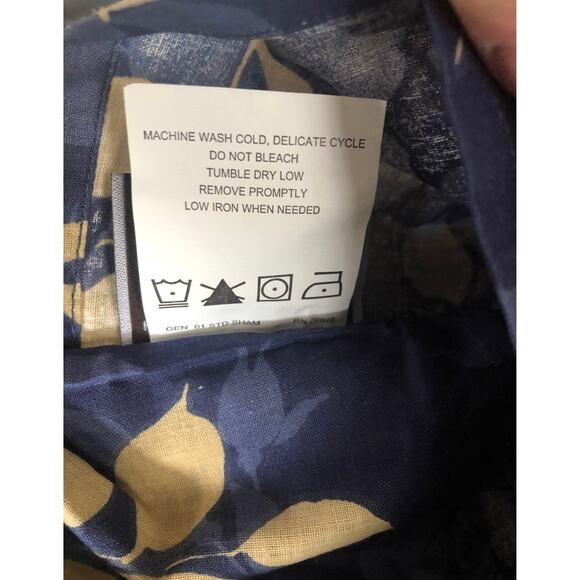 MACHINE WASH COLD, DELICATE CYCLE
DO NOT BLEACH
TUMBLE DRY LOW
REMOVE PROMPTLY
LOW IRON WHEN NEEDED
GEN 01 STD SHAM RN